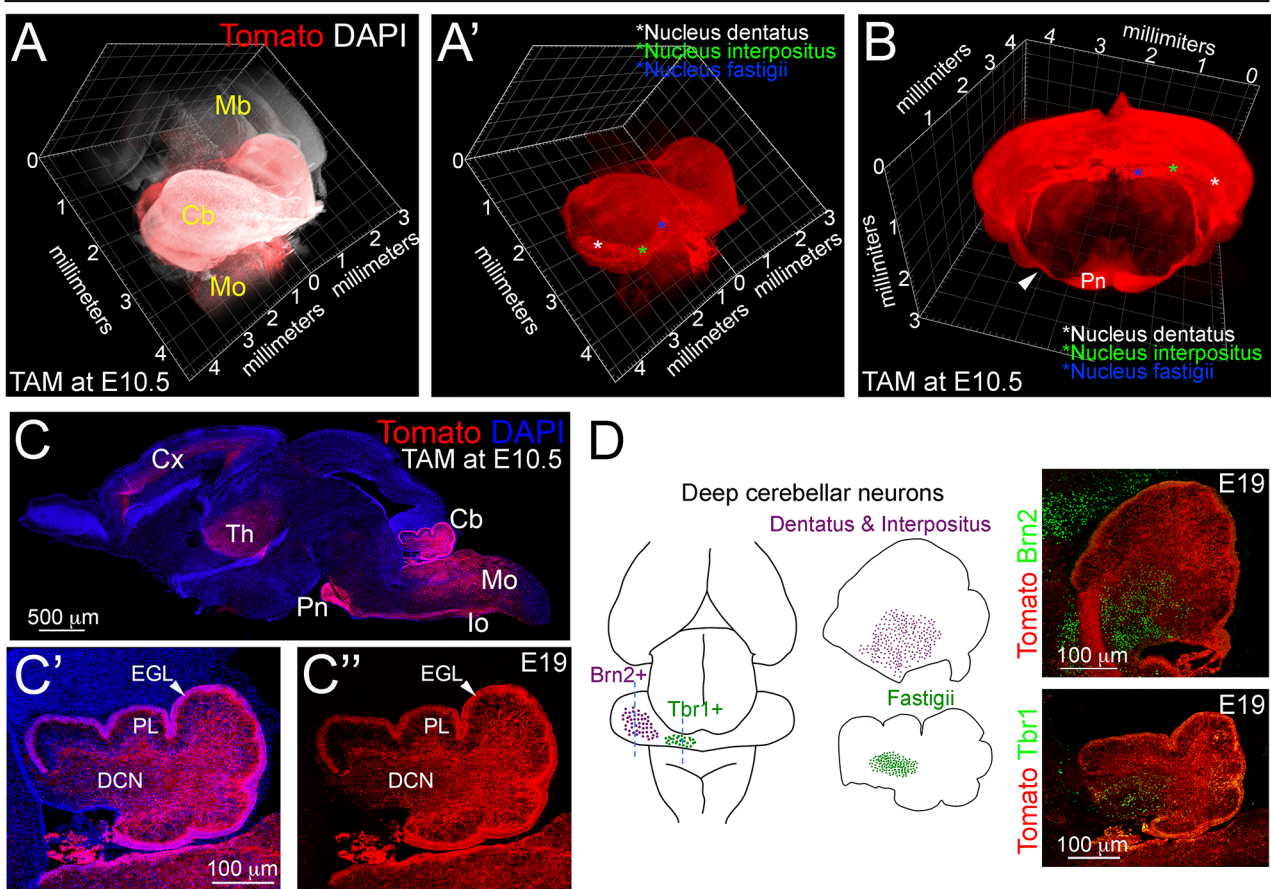 A
Tomato DAPI
Mb
Cb
Mo
0
1
2
3
4
millimeters
4
3
2
1
0
millimeters
1
2
3
millimeters
TAM at E10.5
A’
*Nucleus dentatus
*Nucleus interpositus
*Nucleus fastigii
0
1
2
3
4
millimeters
*
*
*
4
3
2
1
0
millimeters
1
2
3
millimeters
B
millimiters
4
3
2
1
0
millimiters
4
3
2
1
0
millimiters
1
2
3
*
*
*
Pn
*Nucleus dentatus
*Nucleus interpositus
*Nucleus fastigii
TAM at E10.5
C
Tomato DAPI
TAM at E10.5
Cx
Th
Cb
Mo
Pn
Io
500 µm
C’
EGL
PL
DCN
100 µm
C’’
E19
EGL
PL
DCN
D
Deep cerebellar neurons
Dentatus & Interpositus
Brn2+
Tbr1+
Fastigii
Tomato Brn2
E19
100 µm
Tomato Tbr1
E19
100 µm